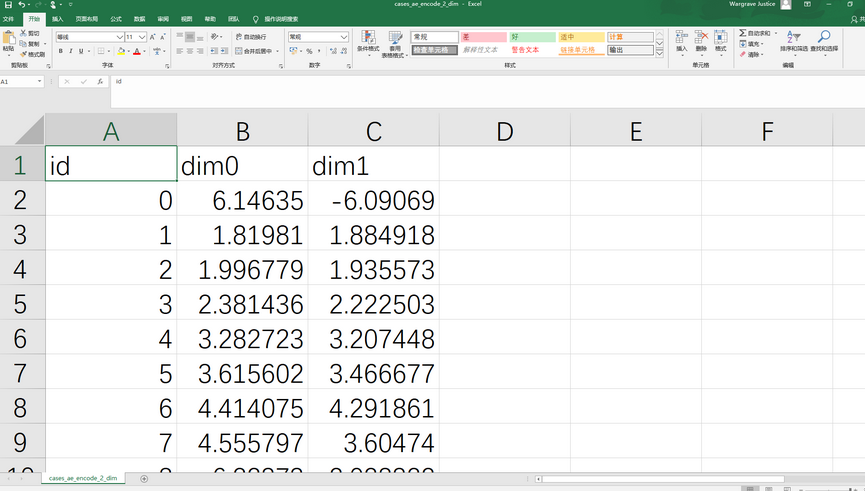 cases_ae_encode_2_dim - Excel
Wargrave Justice
文件 开始 插入 页面布局 公式 数据 审阅 视图 帮助 团队 操作说明搜索
粘贴 剪切 复制 格式刷
等线 11
自动换行 合并后居中
常规
条件格式 套用表格格式
常规 差 好 适中 计算
检查单元格 解释性文本 警告文本 链接单元格 输出
插入 删除 格式
自动求和 填充 清除
排序和筛选 查找和选择
剪贴板 字体 对齐方式 数字 样式 单元格 编辑
A1 fx id
A B C D E F
1 id dim0 dim1
2 0 6.14635 -6.09069
3 1 1.81981 1.884918
4 2 1.996779 1.935573
5 3 2.381436 2.222503
6 4 3.282723 3.207448
7 5 3.615602 3.466677
8 6 4.414075 4.291861
9 7 4.555797 3.60474
cases_ae_encode_2_dim